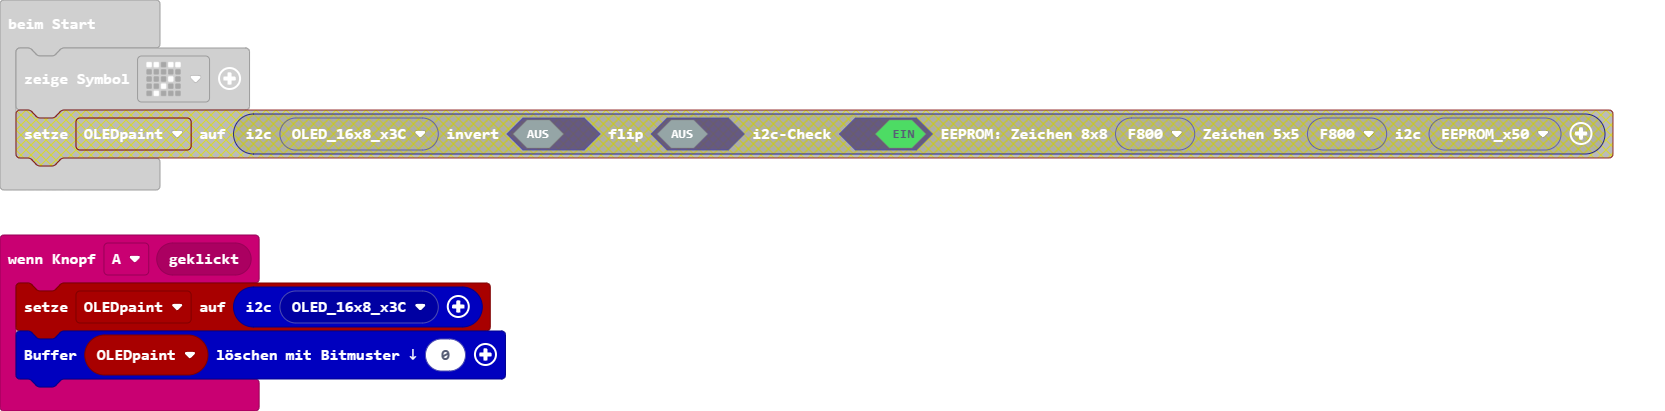 beim Start
zeige Symbol
setze OLEDpaint auf i2c OLED_16x8_x3C invert AUS flip AUS i2c-Check EIN EEPROM: Zeichen 8x8 F800 Zeichen 5x5 F800 i2c EEPROM_x50
wenn Knopf A geklickt
setze OLEDpaint auf i2c OLED_16x8_x3C
Buffer OLEDpaint löschen mit Bitmuster ↓ 0